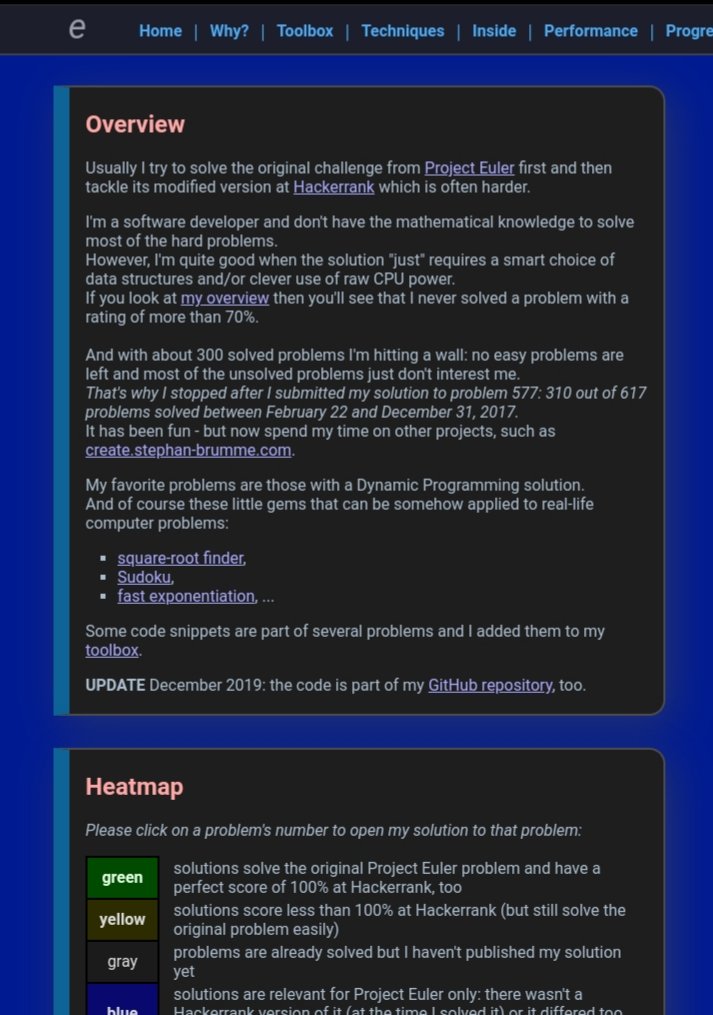 e Home | Why? | Toolbox | Techniques | Inside | Performance | Progre
Overview
Usually I try to solve the original challenge from Project Euler first and then
tackle its modified version at Hackerrank which is often harder.
I'm a software developer and don't have the mathematical knowledge to solve
most of the hard problems.
However, I'm quite good when the solution "just" requires a smart choice of
data structures and/or clever use of raw CPU power.
If you look at my overview then you'll see that I never solved a problem with a
rating of more than 70%.
And with about 300 solved problems I'm hitting a wall: no easy problems are
left and most of the unsolved problems just don't interest me.
That's why I stopped after I submitted my solution to problem 577: 310 out of 617
problems solved between February 22 and December 31, 2017.
It has been fun - but now spend my time on other projects, such as
create.stephan-brumme.com.
My favorite problems are those with a Dynamic Programming solution.
And of course these little gems that can be somehow applied to real-life
computer problems:
▪ square-root finder,
▪ Sudoku,
▪ fast exponentiation, ...
Some code snippets are part of several problems and I added them to my
toolbox.
UPDATE December 2019: the code is part of my GitHub repository, too.
Heatmap
Please click on a problem's number to open my solution to that problem:
green solutions solve the original Project Euler problem and have a
perfect score of 100% at Hackerrank, too
yellow solutions score less than 100% at Hackerrank (but still solve the
original problem easily)
gray problems are already solved but I haven't published my solution
yet
blue solutions are relevant for Project Euler only: there wasn't a
Hackerrank version of it (at the time I solved it) or it differed too